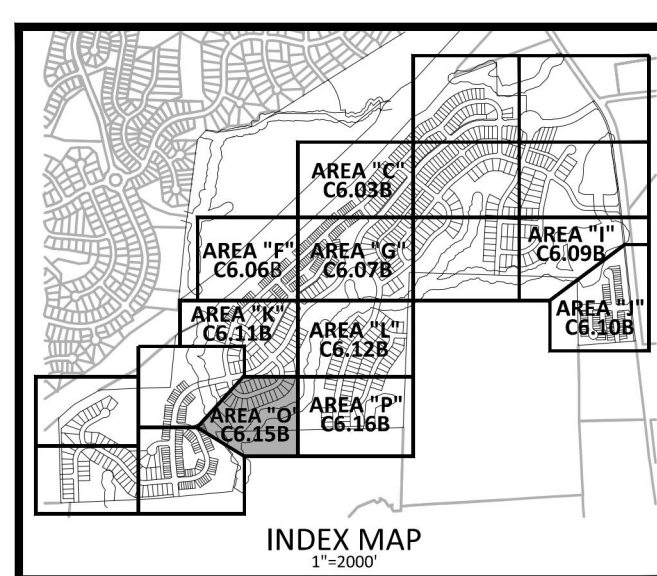 AREA "C"
C6.03B
AREA "F"
C6.06B
AREA "G"
C6.07B
AREA "I"
C6.09B
AREA "K"
C6.11B
AREA "L"
C6.12B
AREA "J"
C6.10B
AREA "O"
C6.15B
AREA "P"
C6.16B
INDEX MAP
1"=2000'